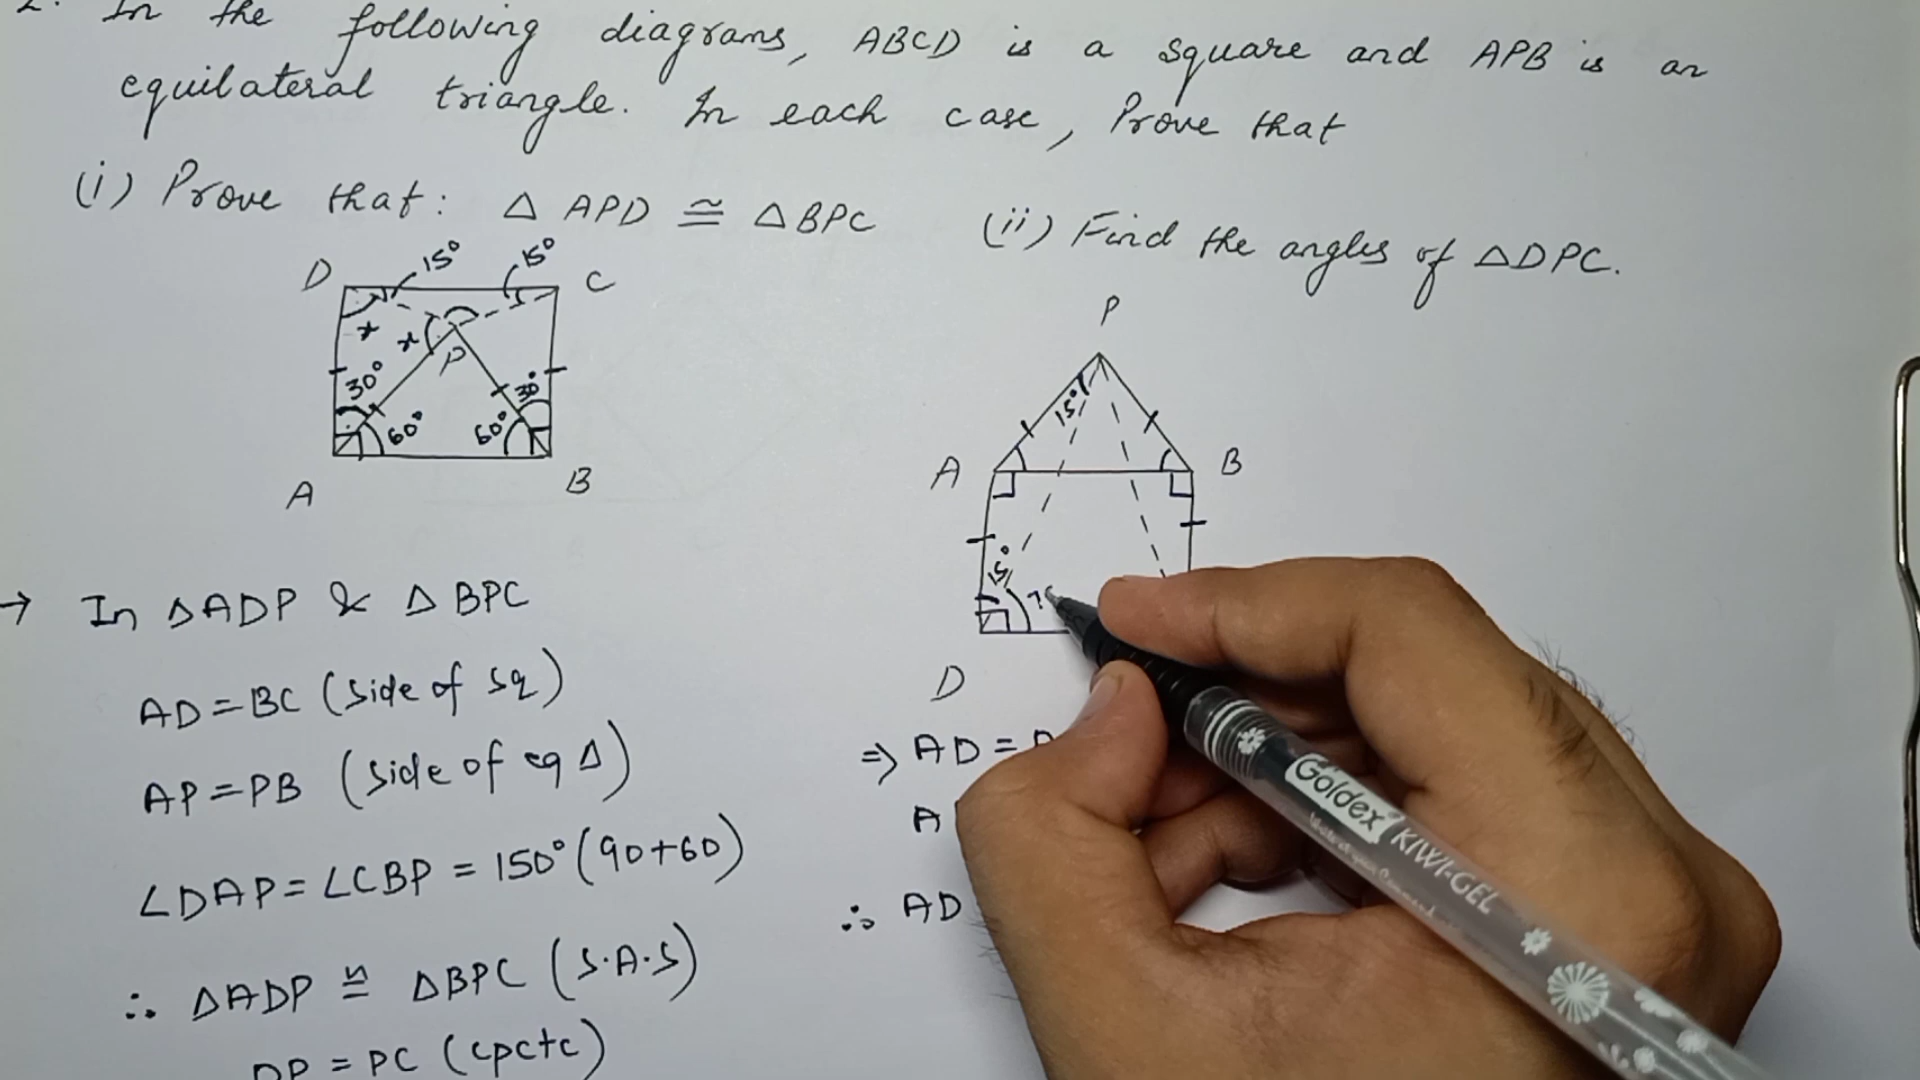 2. In the following diagrams, ABCD is a square and APB is an
equilateral triangle. In each case, Prove that
(i) Prove that: △ APD ≅ △BPC
(ii) Find the angles of △DPC.
D 15° 15° C
x x P
30° 30°
60° 60°
A B
P
15°
A B
15° 75
D
→ In △ADP & △BPC
AD = BC (Side of sq)
AP = PB (Side of eq △)
∠DAP = ∠CBP = 150° (90+60)
∴ △ADP ≅ △BPC (S.A.S)
DP = PC (cpctc)
⇒ AD =
A
∴ AD
Goldex KIWI-GEL